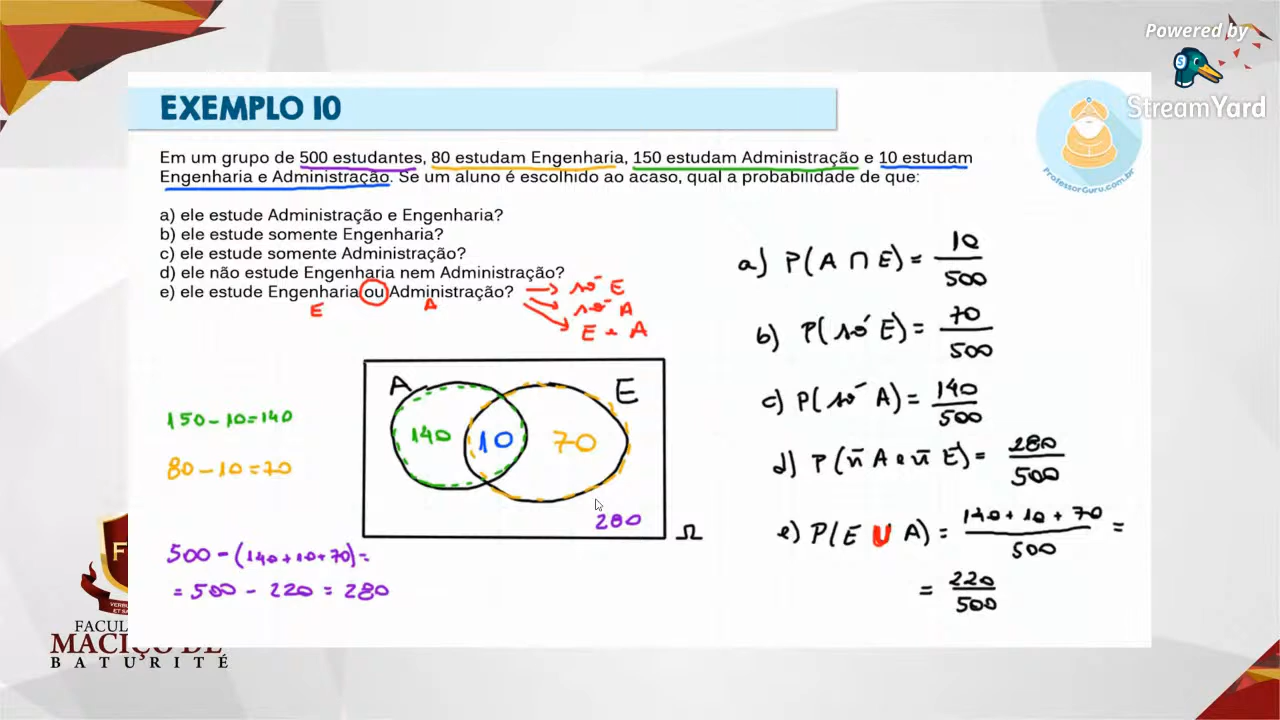 Powered by
StreamYard
EXEMPLO 10
ProfessorGuru.com.br
Em um grupo de 500 estudantes, 80 estudam Engenharia, 150 estudam Administração e 10 estudam
Engenharia e Administração. Se um aluno é escolhido ao acaso, qual a probabilidade de que:
a) ele estude Administração e Engenharia?
b) ele estude somente Engenharia?
c) ele estude somente Administração?
d) ele não estude Engenharia nem Administração?
e) ele estude Engenharia ou Administração?
E A
só E
só A
E e A
A E
140 10 70
280
Ω
150 - 10 = 140
80 - 10 = 70
500 - (140 + 10 + 70) =
= 500 - 220 = 280
a) P(A ∩ E) = 10/500
b) P(só E) = 70/500
c) P(só A) = 140/500
d) P(ñ A e ñ E) = 280/500
e) P(E U A) = 140 + 10 + 70/500 =
= 220/500
MACIÇO DE
BATURITÉ